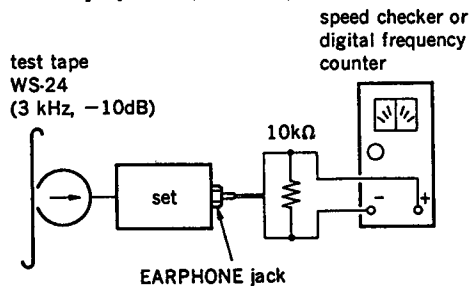 speed checker or
digital frequency
counter
test tape
WS-24
(3 kHz, −10dB)
10kΩ
set
− +
EARPHONE jack